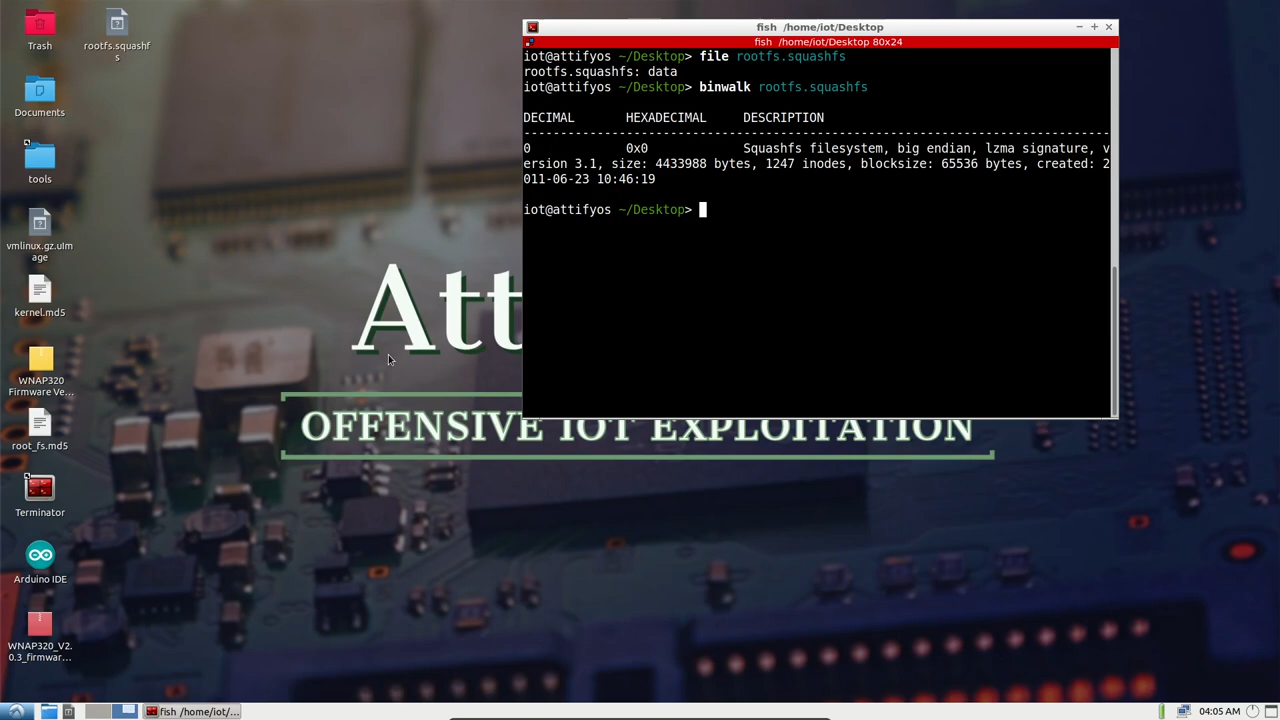 Trash
rootfs.squashf
s
Documents
tools
vmlinux.gz.uIm
age
kernel.md5
WNAP320
Firmware Ve...
root_fs.md5
Terminator
Arduino IDE
WNAP320_V2.
0.3_firmwar...
fish  /home/iot/Desktop
fish  /home/iot/Desktop 80x24
iot@attifyos ~/Desktop> file rootfs.squashfs
rootfs.squashfs: data
iot@attifyos ~/Desktop> binwalk rootfs.squashfs
DECIMAL       HEXADECIMAL     DESCRIPTION
--------------------------------------------------------------------------------
0             0x0             Squashfs filesystem, big endian, lzma signature, v
ersion 3.1, size: 4433988 bytes, 1247 inodes, blocksize: 65536 bytes, created: 2
011-06-23 10:46:19
iot@attifyos ~/Desktop>
Att
OFFENSIVE IOT EXPLOITATION
fish /home/iot/...
04:05 AM